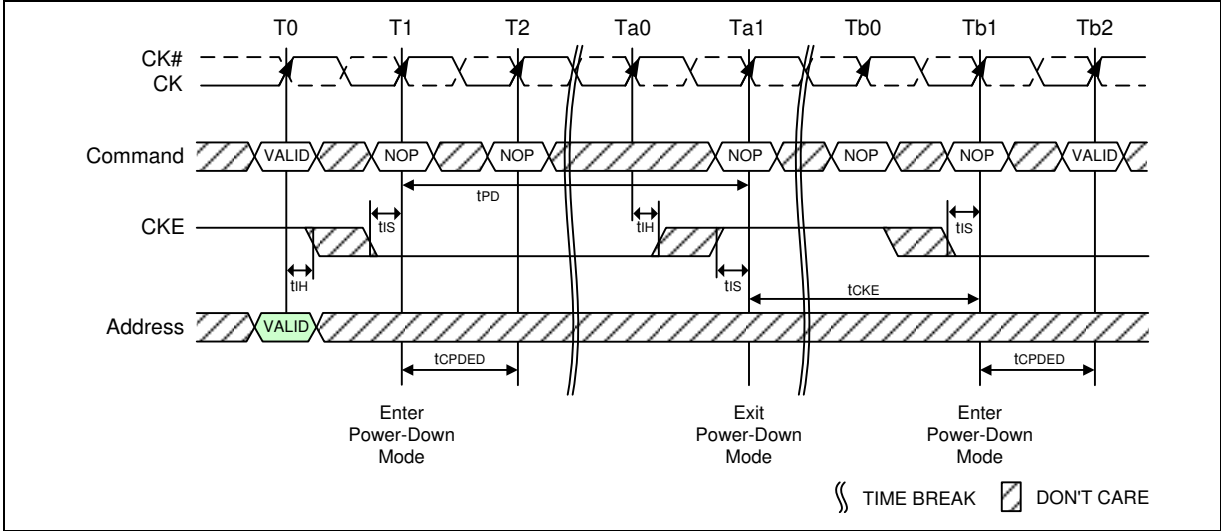 T0 T1 T2 Ta0 Ta1 Tb0 Tb1 Tb2
CK#
CK
Command VALID NOP NOP NOP NOP NOP VALID
tPD
CKE tIS tIH tIS
tIH tIS
tCKE
Address VALID
tCPDED tCPDED
Enter Exit Enter
Power-Down Power-Down Power-Down
Mode Mode Mode
TIME BREAK DON'T CARE